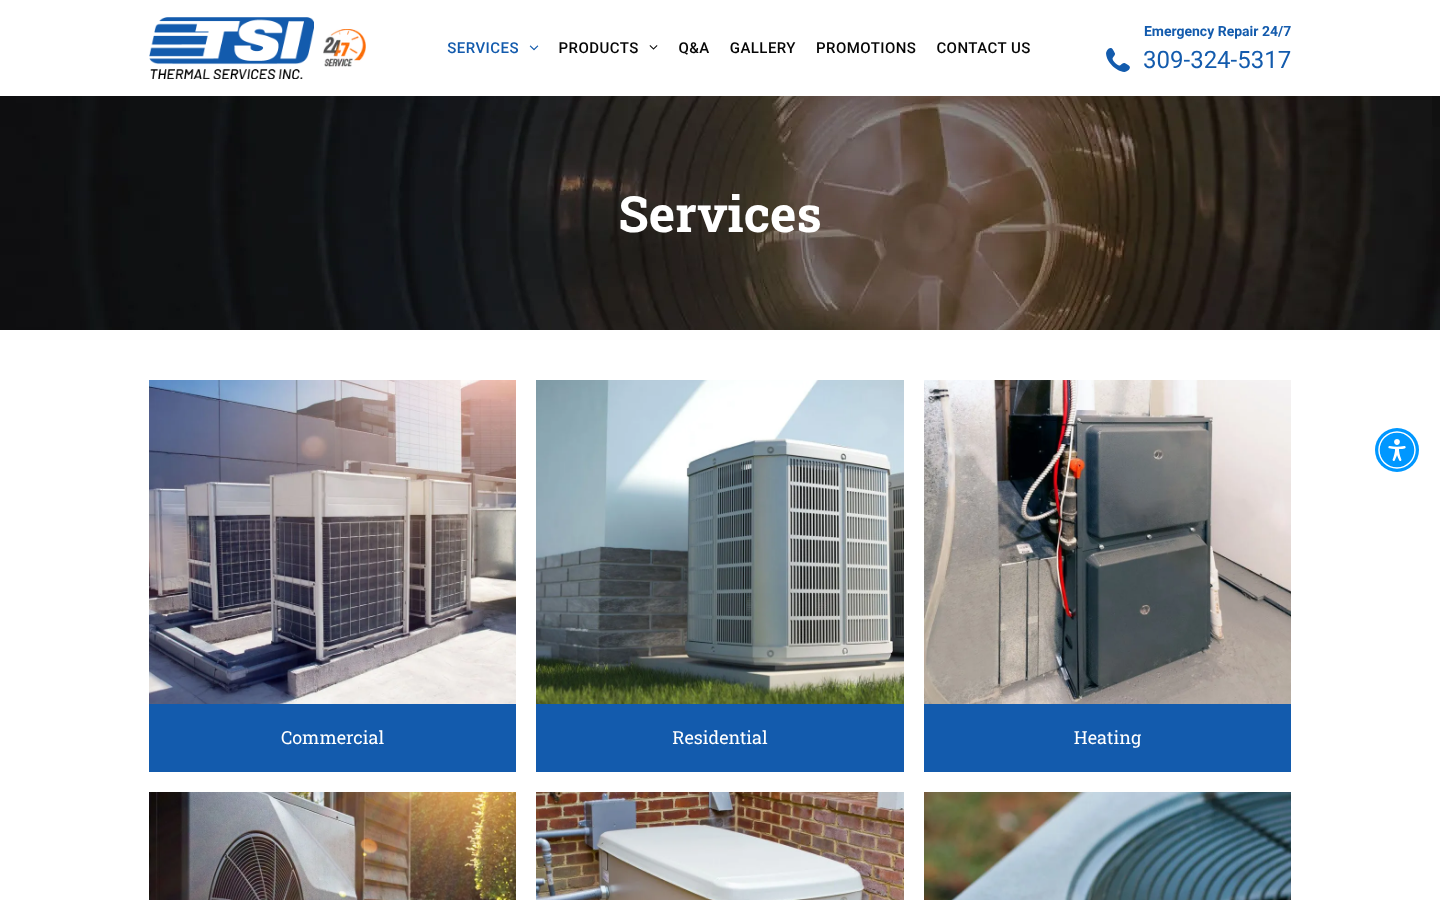 TSI
THERMAL SERVICES INC.
24/7
SERVICE
SERVICES
PRODUCTS
Q&A
GALLERY
PROMOTIONS
CONTACT US
Emergency Repair 24/7
309-324-5317
Services
Commercial
Residential
Heating